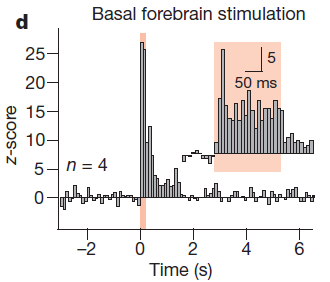 d
Basal forebrain stimulation
z-score
25
20
15
10
5
0
n = 4
5
50 ms
−2 0 2 4 6
Time (s)